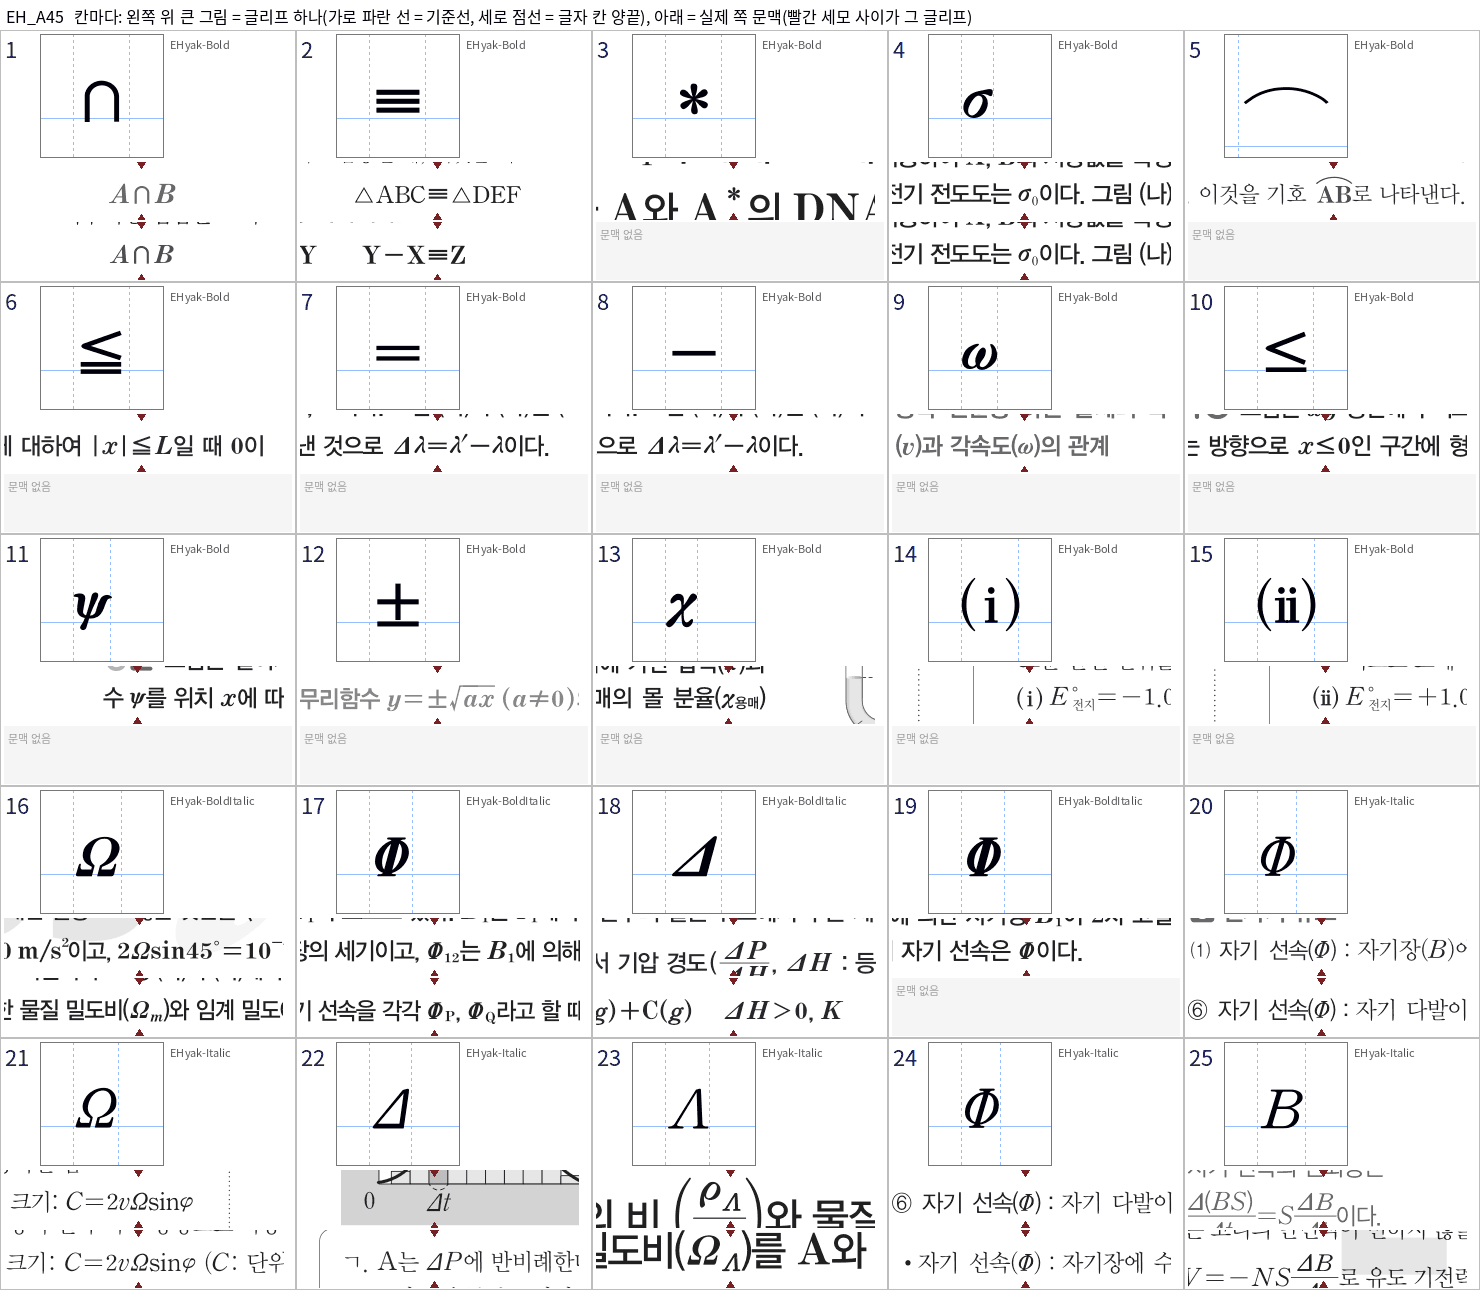 EH_A45 칸마다: 왼쪽 위 큰 그림 = 글리프 하나(가로 파란 선 = 기준선, 세로 점선 = 글자 칸 양끝), 아래 = 실제 쪽 문맥(빨간 세모 사이가 그 글리프)
1 EHyak-Bold
∩
A∩B
A∩B
2 EHyak-Bold
≡
△ABC≡△DEF
Y Y−X≡Z
3 EHyak-Bold
*
A와 A*의 DNA
문맥 없음
4 EHyak-Bold
σ
전기 전도도는 σ₀이다. 그림 (나)
전기 전도도는 σ₀이다. 그림 (나)
5 EHyak-Bold
⌒
이것을 기호 AB로 나타낸다.
문맥 없음
6 EHyak-Bold
≦
대하여 |x|≦L일 때 0이
문맥 없음
7 EHyak-Bold
=
낸 것으로 Δλ=λ′−λ이다.
문맥 없음
8 EHyak-Bold
−
으로 Δλ=λ′−λ이다.
문맥 없음
9 EHyak-Bold
ω
(v)과 각속도(ω)의 관계
문맥 없음
10 EHyak-Bold
≤
는 방향으로 x≤0인 구간에 형
문맥 없음
11 EHyak-Bold
ψ
수 ψ를 위치 x에 따
문맥 없음
12 EHyak-Bold
±
무리함수 y=±√ax (a≠0)
문맥 없음
13 EHyak-Bold
χ
매의 몰 분율(χ용매)
문맥 없음
14 EHyak-Bold
(ⅰ)
(ⅰ) E°전지=−1.0
문맥 없음
15 EHyak-Bold
(ⅱ)
(ⅱ) E°전지=+1.0
문맥 없음
16 EHyak-BoldItalic
Ω
0 m/s²이고, 2Ωsin45°=10⁻
한 물질 밀도비(Ωm)와 임계 밀도
17 EHyak-BoldItalic
Φ
장의 세기이고, Φ₁₂는 B₁에 의해
기 선속을 각각 ΦP, ΦQ라고 할 때
18 EHyak-BoldItalic
Δ
서 기압 경도(ΔP/ΔH, ΔH : 등
g)+C(g) ΔH>0, K
19 EHyak-BoldItalic
Φ
자기 선속은 Φ이다.
문맥 없음
20 EHyak-Italic
Φ
⑴ 자기 선속(Φ) : 자기장(B)
⑥ 자기 선속(Φ) : 자기 다발이
21 EHyak-Italic
Ω
크기: C=2vΩsinφ
크기: C=2vΩsinφ (C: 단위
22 EHyak-Italic
Δ
0 Δt
ㄱ. A는 ΔP에 반비례한
23 EHyak-Italic
Λ
의 비 (ρΛ)와 물질
밀도비(ΩΛ)를 A와
24 EHyak-Italic
Φ
⑥ 자기 선속(Φ) : 자기 다발이
• 자기 선속(Φ) : 자기장에 수
25 EHyak-Italic
B
Δ(BS)=SΔB이다.
V=−NSΔB로 유도 기전력